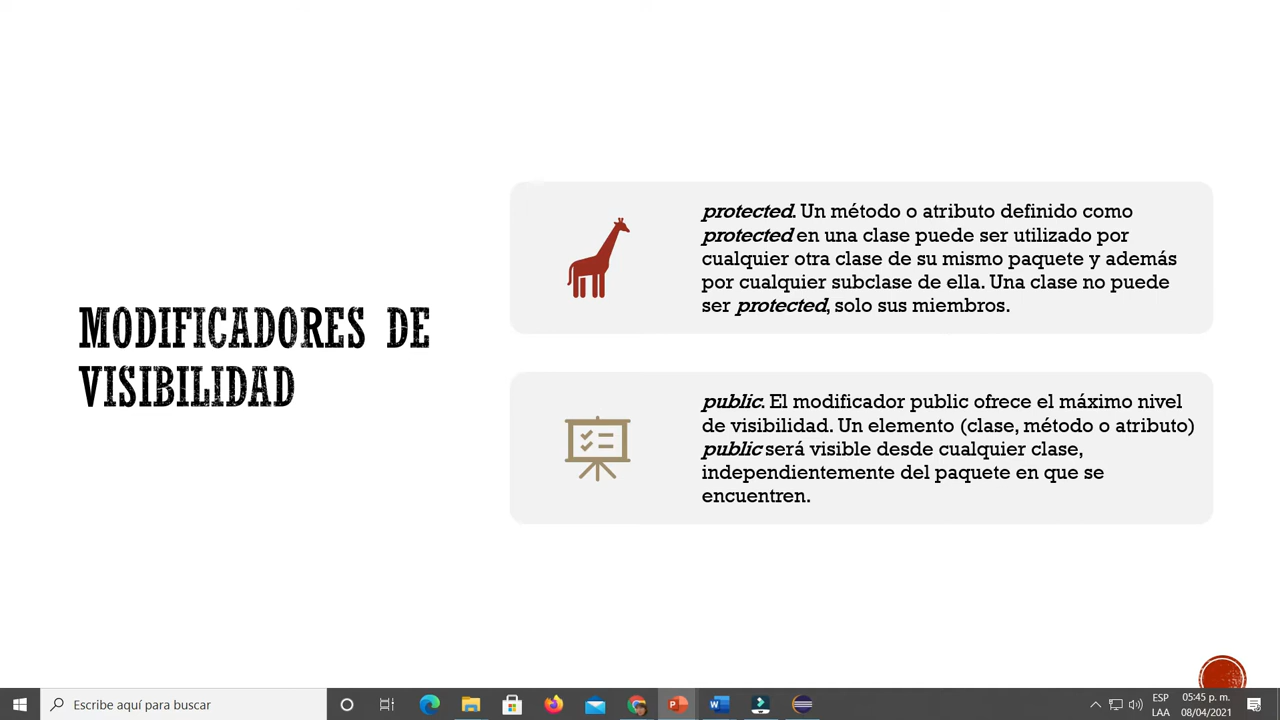 MODIFICADORES DE
VISIBILIDAD
protected. Un método o atributo definido como
protected en una clase puede ser utilizado por
cualquier otra clase de su mismo paquete y además
por cualquier subclase de ella. Una clase no puede
ser protected, solo sus miembros.
public. El modificador public ofrece el máximo nivel
de visibilidad. Un elemento (clase, método o atributo)
public será visible desde cualquier clase,
independientemente del paquete en que se
encuentren.
Escribe aquí para buscar
ESP
LAA
05:45 p. m.
08/04/2021